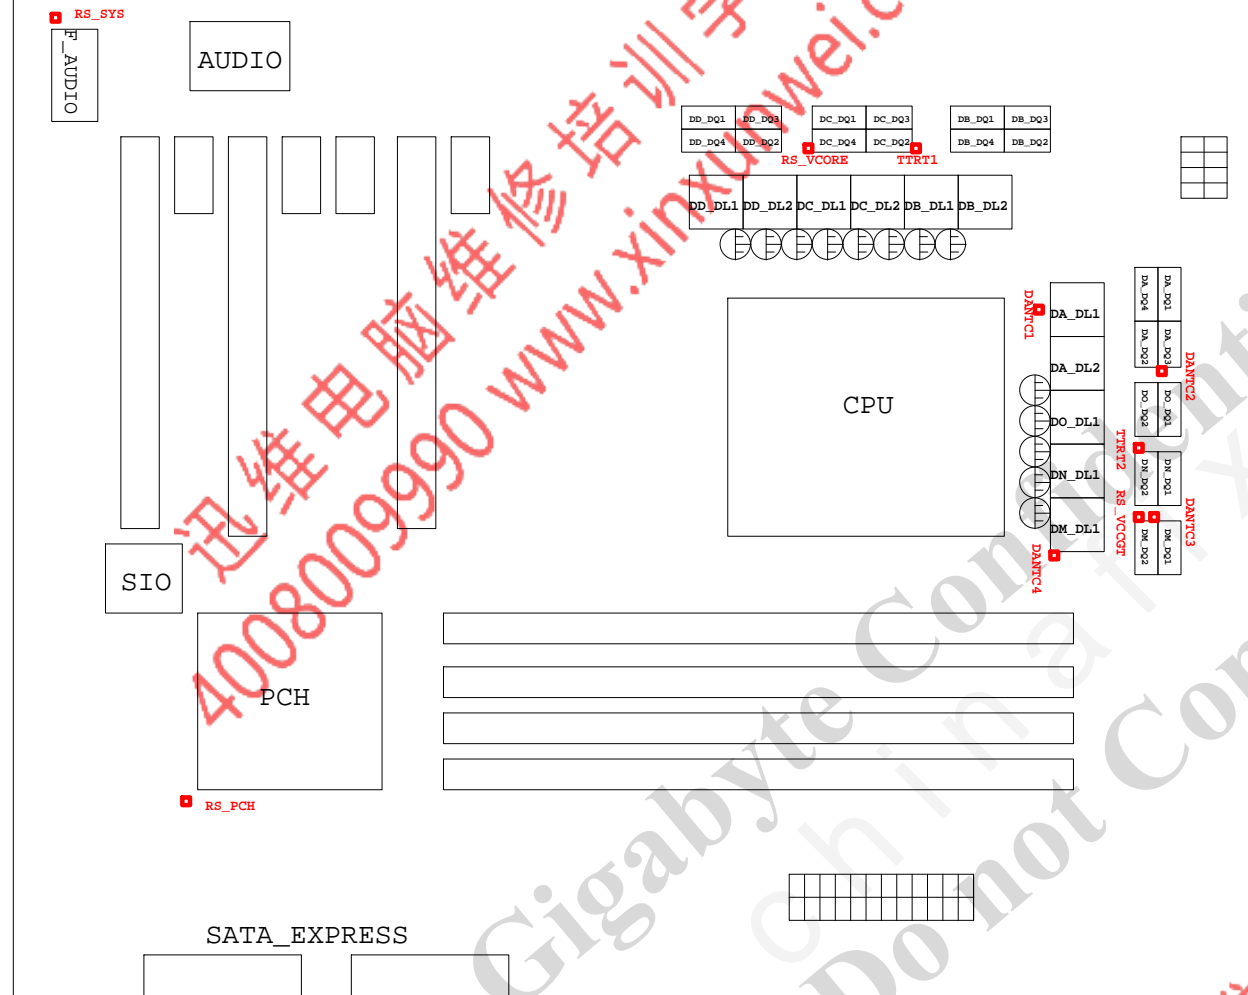 RS_SYS
F_AUDIO
AUDIO
DD_DQ1 DD_DQ3 DC_DQ1 DC_DQ3 DB_DQ1 DB_DQ3
DD_DQ4 DD_DQ2 DC_DQ4 DC_DQ2 DB_DQ4 DB_DQ2
RS_VCORE TTRT1
DD_DL1 DD_DL2 DC_DL1 DC_DL2 DB_DL1 DB_DL2
DANTC1
DA_DL1
DA_DL2
DO_DL1
DN_DL1
DM_DL1
DANTC4
DA_DQ4 DA_DQ1
DA_DQ2 DA_DQ3
DANTC2
DO_DQ2 DO_DQ1
TTRT2
DN_DQ2 DN_DQ1
RS_VCCGT
DANTC3
DM_DQ2 DM_DQ1
CPU
SIO
PCH
RS_PCH
SATA_EXPRESS
迅维电脑维修培训学
4008009990 www.xinxunwei.c
Gigabyte Confidenti
chinafix
Do not Cop